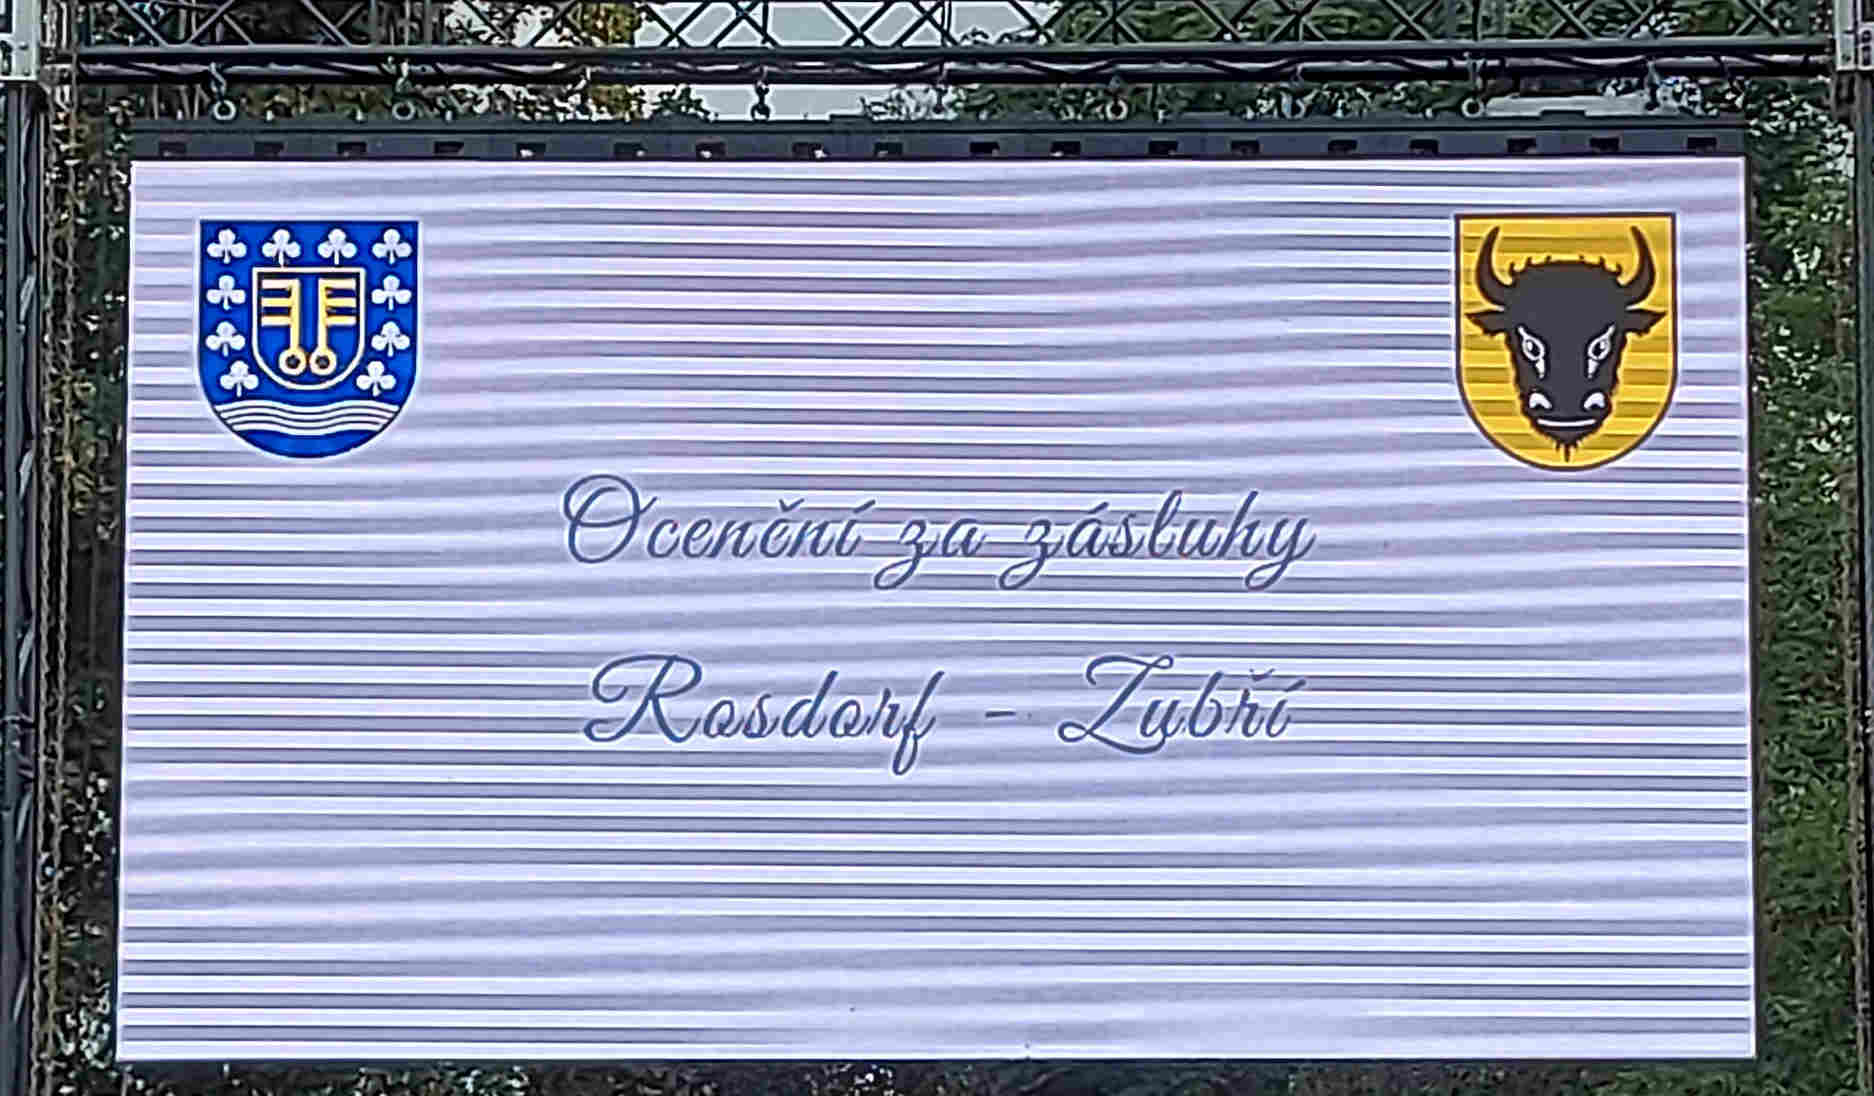 Ocenění za zásluhy
Rosdorf - Zubří